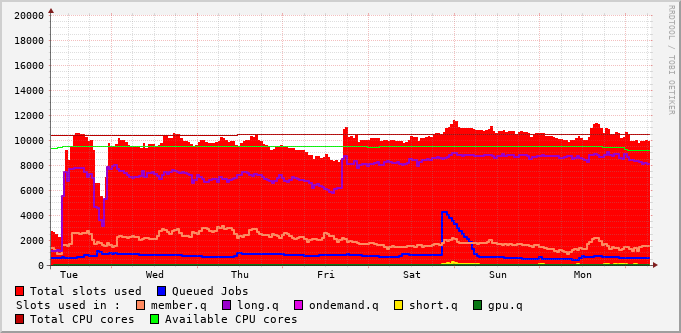 20000
18000
16000
14000
12000
10000
8000
6000
4000
2000
0
Tue Wed Thu Fri Sat Sun Mon
RRDTOOL / TOBI OETIKER
Total slots used Queued Jobs
Slots used in : member.q long.q ondemand.q short.q gpu.q
Total CPU cores Available CPU cores